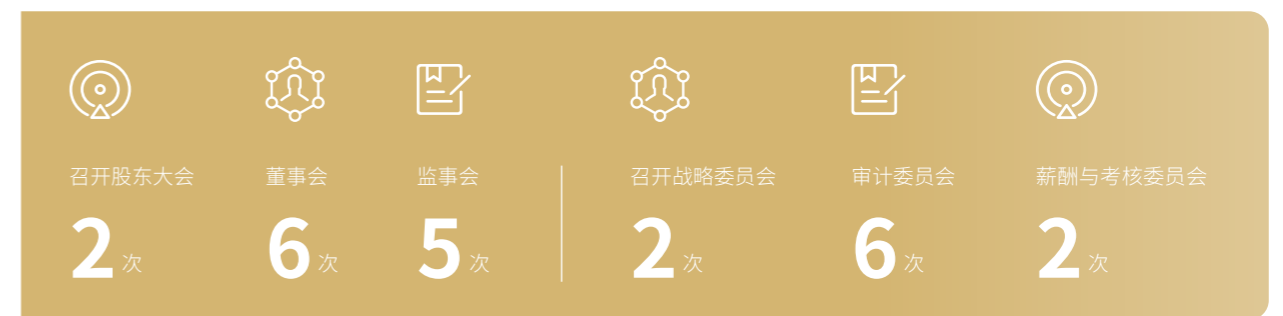 召开股东大会 董事会 监事会 召开战略委员会 审计委员会 薪酬与考核委员会
2次 6次 5次 2次 6次 2次